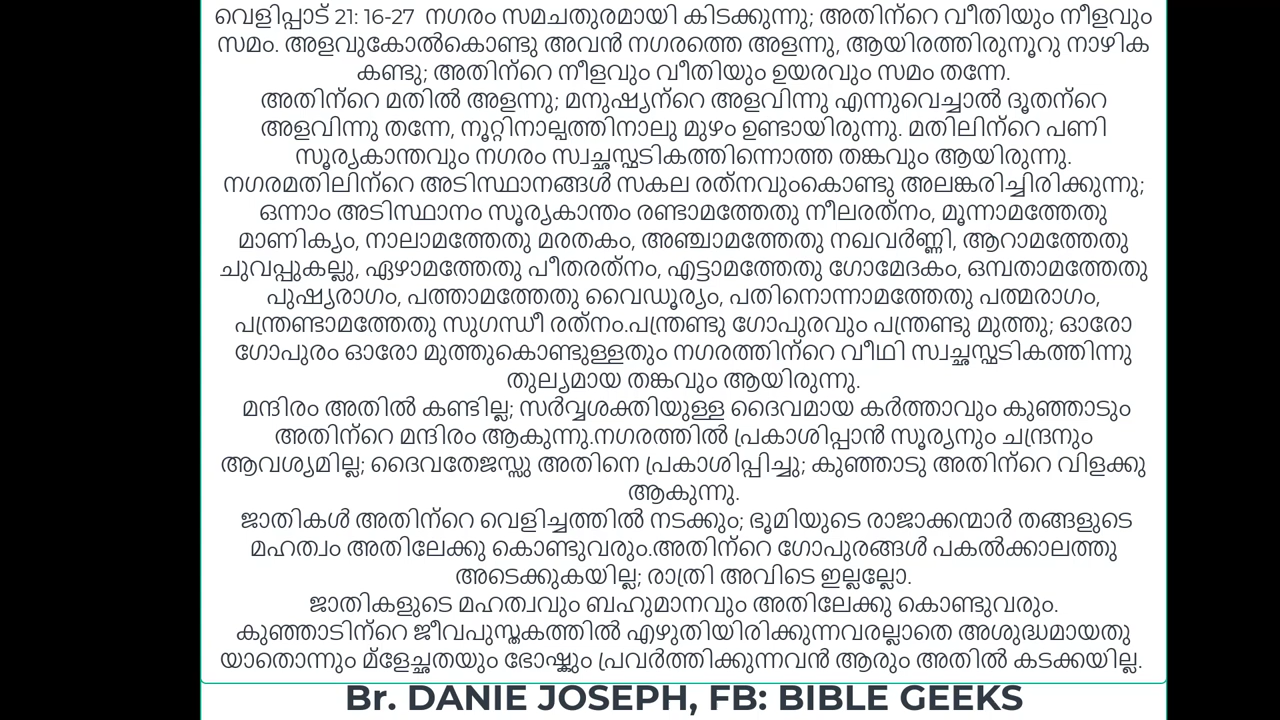 വെളിപ്പാട് 21: 16-27  നഗരം സമചതുരമായി കിടക്കുന്നു; അതിന്റെ വീതിയും നീളവും
സമം. അളവുകോൽകൊണ്ടു അവൻ നഗരത്തെ അളന്നു, ആയിരത്തിരുനൂറു നാഴിക
കണ്ടു; അതിന്റെ നീളവും വീതിയും ഉയരവും സമം തന്നേ.
അതിന്റെ മതിൽ അളന്നു; മനുഷ്യന്റെ അളവിന്നു എന്നുവെച്ചാൽ ദൂതന്റെ
അളവിന്നു തന്നേ, നൂറ്റിനാല്പത്തിനാലു മുഴം ഉണ്ടായിരുന്നു. മതിലിന്റെ പണി
സൂര്യകാന്തവും നഗരം സ്വച്ഛസ്ഫടികത്തിന്നൊത്ത തങ്കവും ആയിരുന്നു.
നഗരമതിലിന്റെ അടിസ്ഥാനങ്ങൾ സകല രത്നവുംകൊണ്ടു അലങ്കരിച്ചിരിക്കുന്നു;
ഒന്നാം അടിസ്ഥാനം സൂര്യകാന്തം രണ്ടാമത്തേതു നീലരത്നം, മൂന്നാമത്തേതു
മാണിക്യം, നാലാമത്തേതു മരതകം, അഞ്ചാമത്തേതു നഖവർണ്ണി, ആറാമത്തേതു
ചുവപ്പുകല്ലു, ഏഴാമത്തേതു പീതരത്നം, എട്ടാമത്തേതു ഗോമേദകം, ഒമ്പതാമത്തേതു
പുഷ്യരാഗം, പത്താമത്തേതു വൈഡൂര്യം, പതിനൊന്നാമത്തേതു പത്മരാഗം,
പന്ത്രണ്ടാമത്തേതു സുഗന്ധീ രത്നം.പന്ത്രണ്ടു ഗോപുരവും പന്ത്രണ്ടു മുത്തു; ഓരോ
ഗോപുരം ഓരോ മുത്തുകൊണ്ടുള്ളതും നഗരത്തിന്റെ വീഥി സ്വച്ഛസ്ഫടികത്തിന്നു
തുല്യമായ തങ്കവും ആയിരുന്നു.
മന്ദിരം അതിൽ കണ്ടില്ല; സർവ്വശക്തിയുള്ള ദൈവമായ കർത്താവും കുഞ്ഞാടും
അതിന്റെ മന്ദിരം ആകുന്നു.നഗരത്തിൽ പ്രകാശിപ്പാൻ സൂര്യനും ചന്ദ്രനും
ആവശ്യമില്ല; ദൈവതേജസ്സു അതിനെ പ്രകാശിപ്പിച്ചു; കുഞ്ഞാടു അതിന്റെ വിളക്കു
ആകുന്നു.
ജാതികൾ അതിന്റെ വെളിച്ചത്തിൽ നടക്കും; ഭൂമിയുടെ രാജാക്കന്മാർ തങ്ങളുടെ
മഹത്വം അതിലേക്കു കൊണ്ടുവരും.അതിന്റെ ഗോപുരങ്ങൾ പകൽക്കാലത്തു
അടെക്കുകയില്ല; രാത്രി അവിടെ ഇല്ലല്ലോ.
ജാതികളുടെ മഹത്വവും ബഹുമാനവും അതിലേക്കു കൊണ്ടുവരും.
കുഞ്ഞാടിന്റെ ജീവപുസ്തകത്തിൽ എഴുതിയിരിക്കുന്നവരല്ലാതെ അശുദ്ധമായതു
യാതൊന്നും മ്ളേച്ഛതയും ഭോഷ്കും പ്രവർത്തിക്കുന്നവൻ ആരും അതിൽ കടക്കയില്ല.
Br. DANIE JOSEPH, FB: BIBLE GEEKS